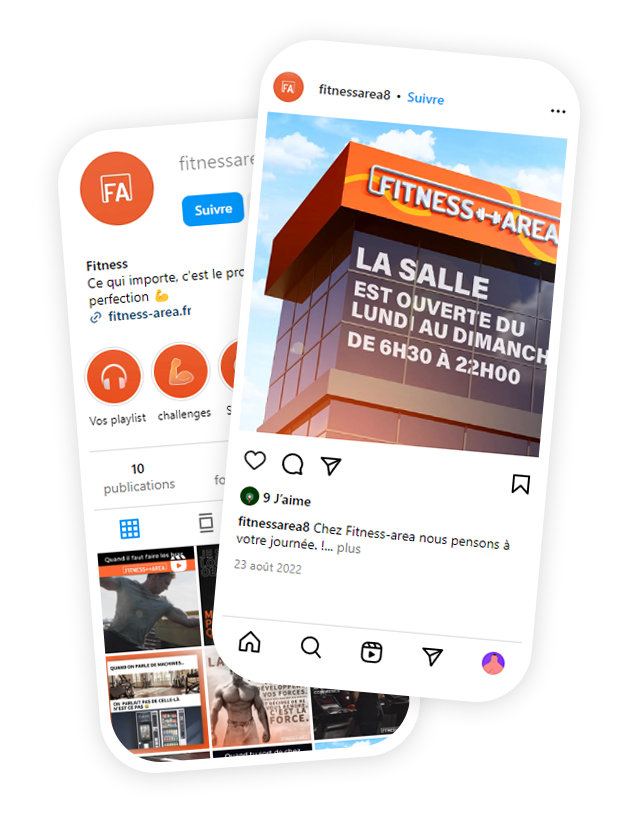 FA
fitnessare
Suivre
Fitness
Ce qui importe, c'est le pro
perfection 💪
fitness-area.fr
Vos playlist
challenges
S
10
publications
fo
Quand il faut faire les bras
FITNESS AREA
QUAND ON PARLE DE MACHINES..
ON PARLAIT PAS DE CELLE-LÀ
N'EST CE PAS
DÉVELOPPER
VOS FORCES.
FORCE.
Quand tu sort de chez
FA
fitnessarea8 • Suivre
FITNESS AREA
LA SALLE
EST OUVERTE DU
LUNDI AU DIMANCH
DE 6H30 À 22H00
9 J'aime
fitnessarea8 Chez Fitness-area nous pensons à
votre journée. !... plus
23 août 2022